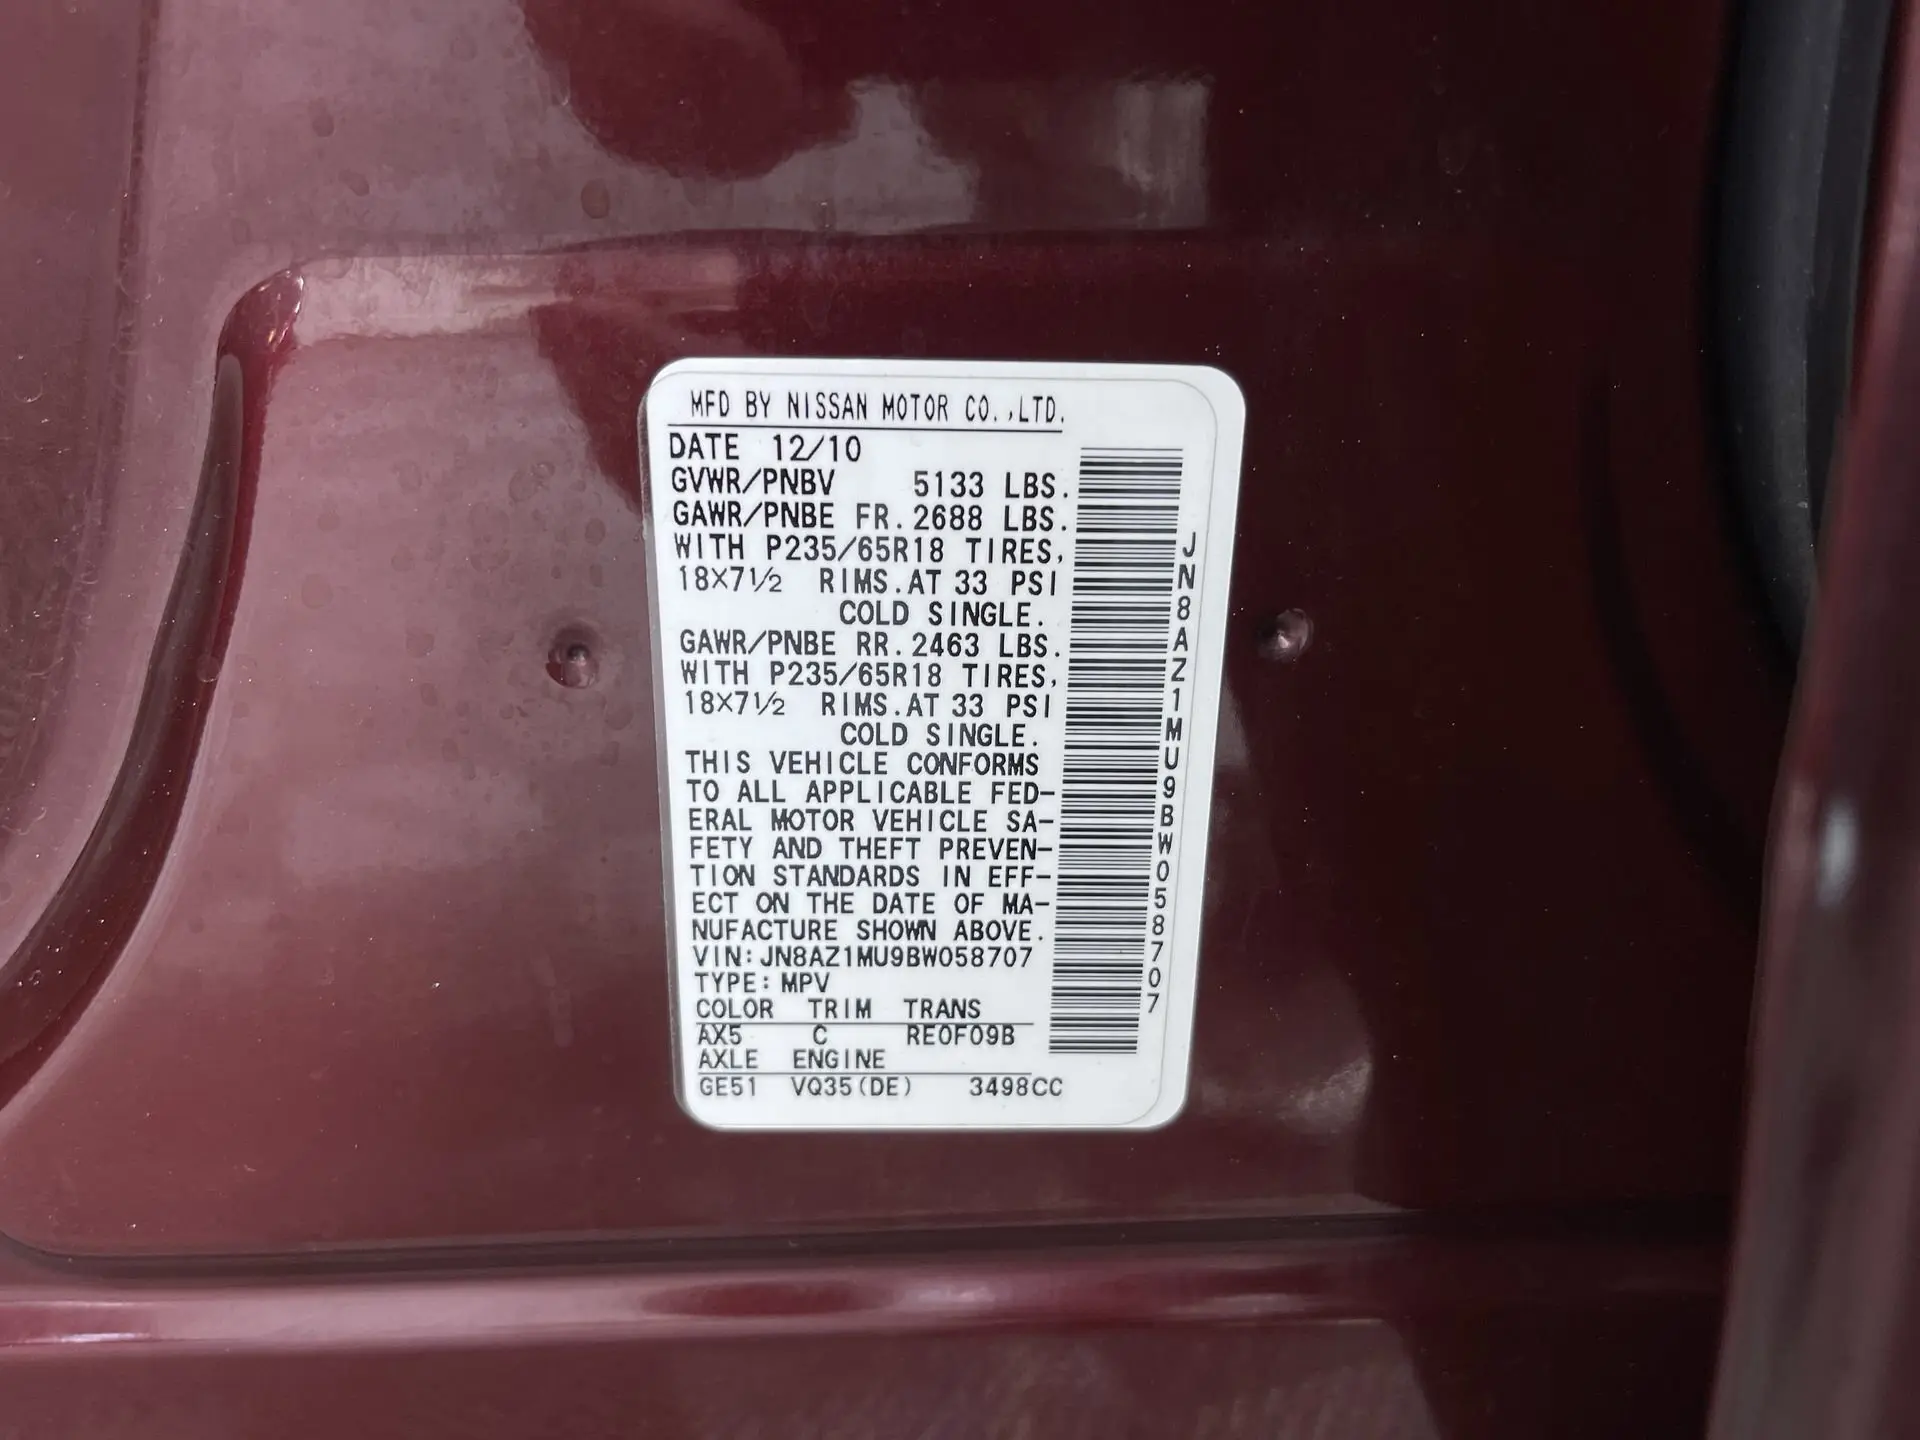 MFD BY NISSAN MOTOR CO.,LTD.
DATE 12/10
GVWR/PNBV 5133 LBS.
GAWR/PNBE FR.2688 LBS.
WITH P235/65R18 TIRES,
18×7½ RIMS.AT 33 PSI
COLD SINGLE.
GAWR/PNBE RR.2463 LBS.
WITH P235/65R18 TIRES,
18×7½ RIMS.AT 33 PSI
COLD SINGLE.
THIS VEHICLE CONFORMS
TO ALL APPLICABLE FED-
ERAL MOTOR VEHICLE SA-
FETY AND THEFT PREVEN-
TION STANDARDS IN EFF-
ECT ON THE DATE OF MA-
NUFACTURE SHOWN ABOVE.
VIN:JN8AZ1MU9BW058707
TYPE:MPV
COLOR TRIM TRANS
AX5 C RE0F09B
AXLE ENGINE
GE51 VQ35(DE) 3498CC
JN8AZ1MU9BW058707